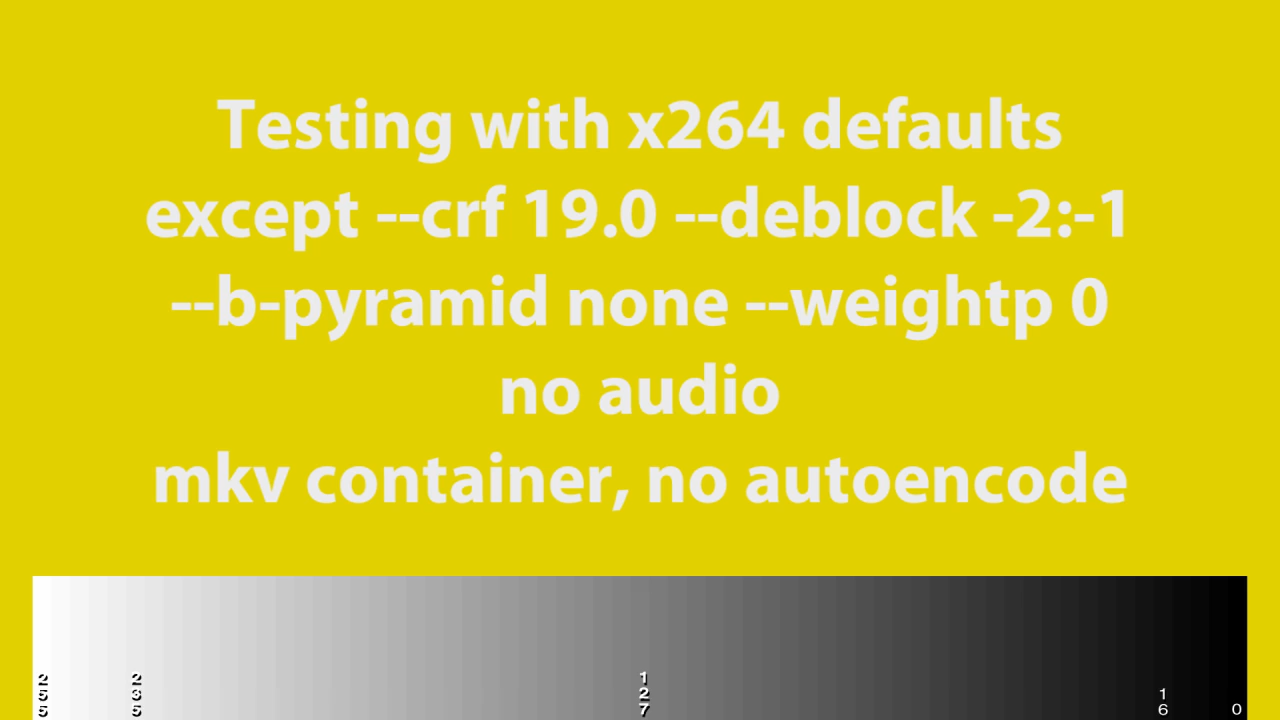 Testing with x264 defaults
except --crf 19.0 --deblock -2:-1
--b-pyramid none --weightp 0
no audio
mkv container, no autoencode
255 235 127 16 0